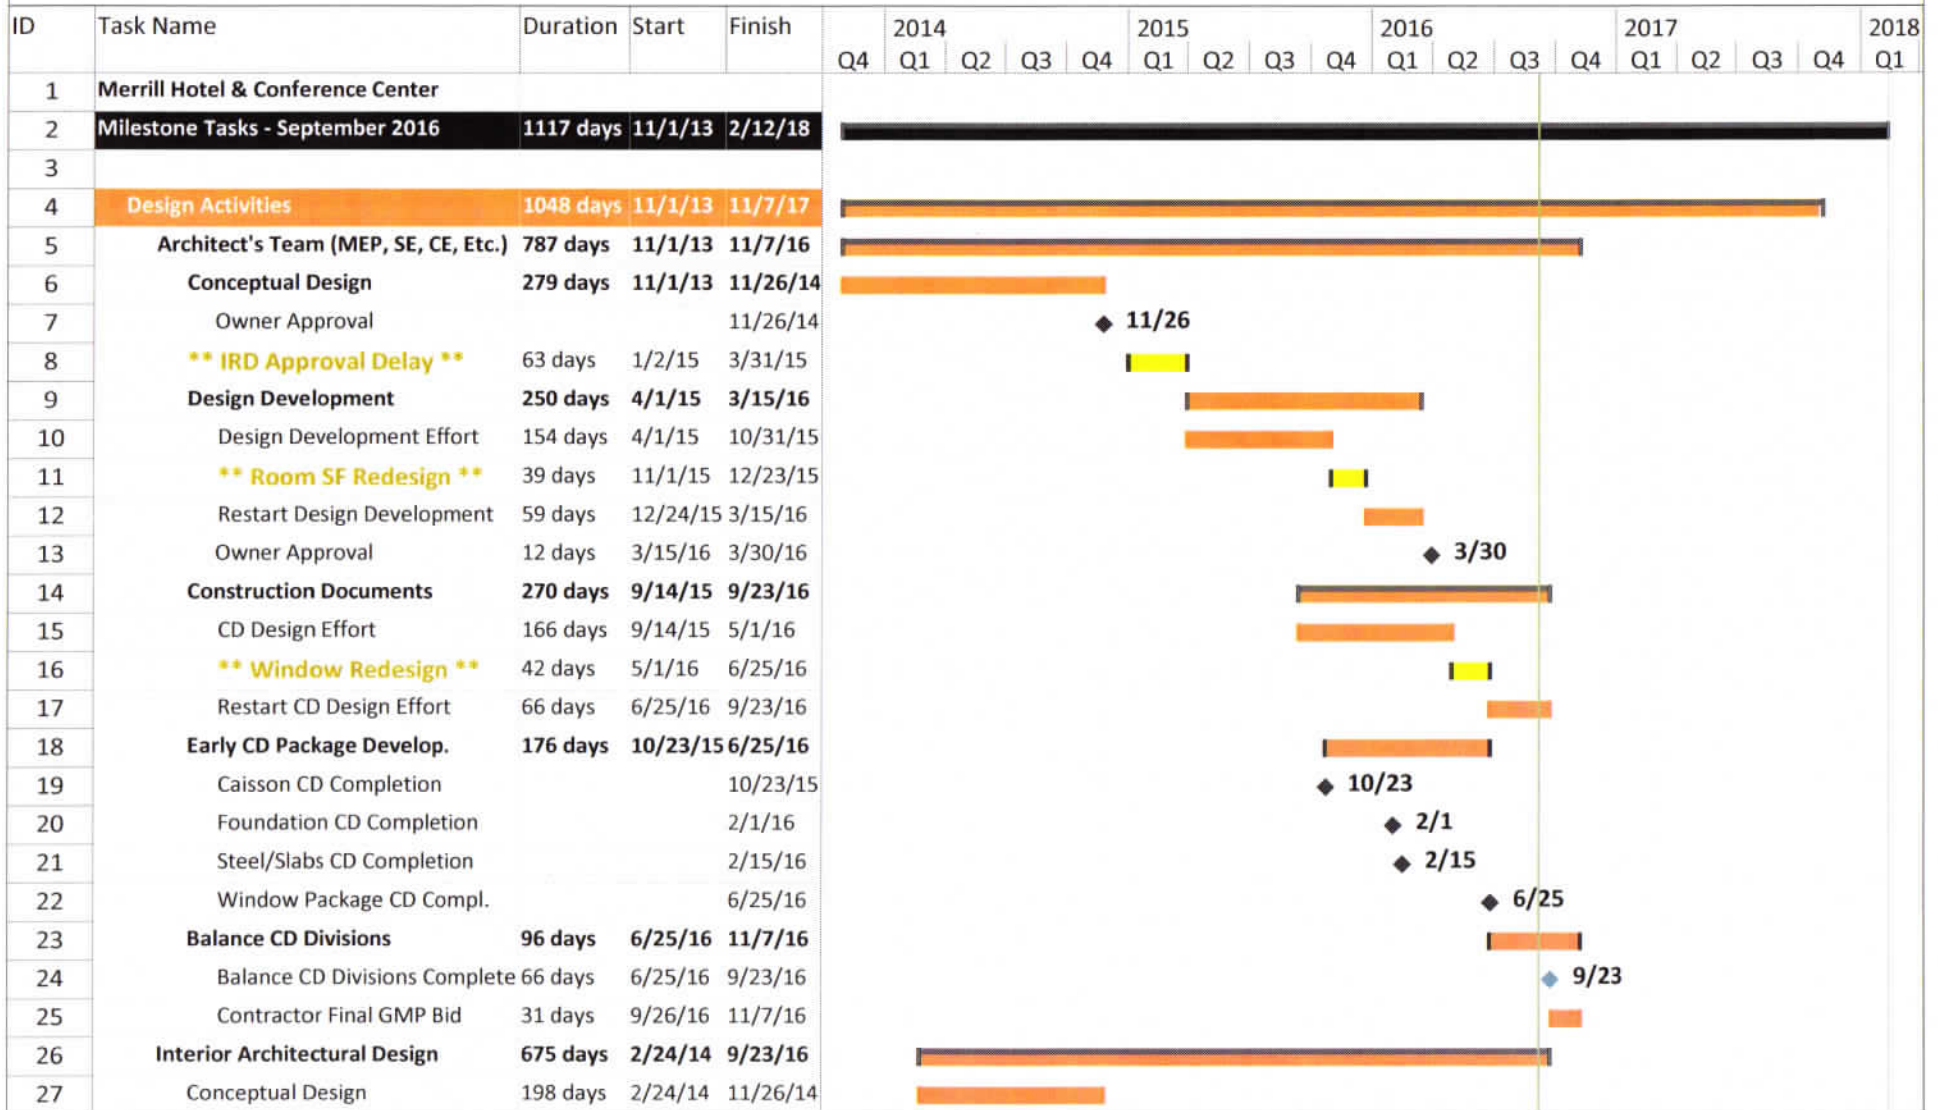 ID Task Name Duration Start Finish 2014 2015 2016 2017 2018
Q4 Q1 Q2 Q3 Q4 Q1 Q2 Q3 Q4 Q1 Q2 Q3 Q4 Q1 Q2 Q3 Q4 Q1
1 Merrill Hotel & Conference Center
2 Milestone Tasks - September 2016 1117 days 11/1/13 2/12/18
3
4 Design Activities 1048 days 11/1/13 11/7/17
5 Architect's Team (MEP, SE, CE, Etc.) 787 days 11/1/13 11/7/16
6 Conceptual Design 279 days 11/1/13 11/26/14
7 Owner Approval 11/26/14 11/26
8 ** IRD Approval Delay ** 63 days 1/2/15 3/31/15
9 Design Development 250 days 4/1/15 3/15/16
10 Design Development Effort 154 days 4/1/15 10/31/15
11 ** Room SF Redesign ** 39 days 11/1/15 12/23/15
12 Restart Design Development 59 days 12/24/15 3/15/16
13 Owner Approval 12 days 3/15/16 3/30/16 3/30
14 Construction Documents 270 days 9/14/15 9/23/16
15 CD Design Effort 166 days 9/14/15 5/1/16
16 ** Window Redesign ** 42 days 5/1/16 6/25/16
17 Restart CD Design Effort 66 days 6/25/16 9/23/16
18 Early CD Package Develop. 176 days 10/23/15 6/25/16
19 Caisson CD Completion 10/23/15 10/23
20 Foundation CD Completion 2/1/16 2/1
21 Steel/Slabs CD Completion 2/15/16 2/15
22 Window Package CD Compl. 6/25/16 6/25
23 Balance CD Divisions 96 days 6/25/16 11/7/16
24 Balance CD Divisions Complete 66 days 6/25/16 9/23/16 9/23
25 Contractor Final GMP Bid 31 days 9/26/16 11/7/16
26 Interior Architectural Design 675 days 2/24/14 9/23/16
27 Conceptual Design 198 days 2/24/14 11/26/14